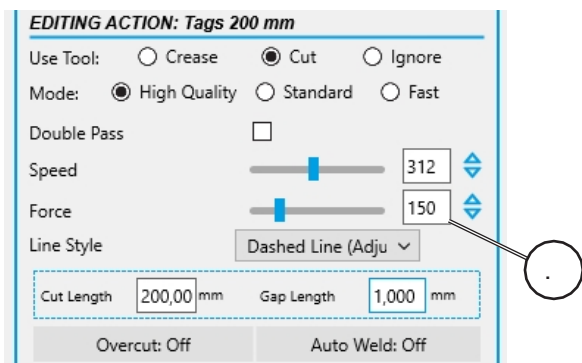 EDITING ACTION: Tags 200 mm
Use Tool: Crease Cut Ignore
Mode: High Quality Standard Fast
Double Pass
Speed 312
Force 150
Line Style Dashed Line (Adju
.
Cut Length 200,00 mm Gap Length 1,000 mm
Overcut: Off Auto Weld: Off